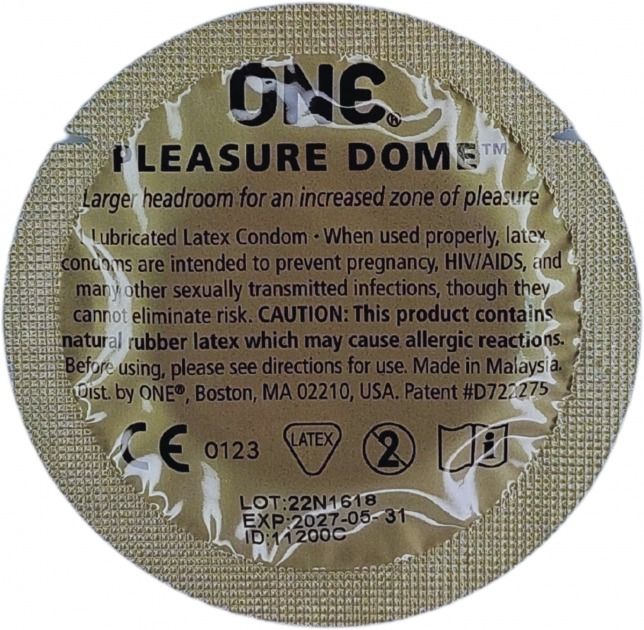 ONE®
PLEASURE DOME™
Larger headroom for an increased zone of pleasure
Lubricated Latex Condom · When used properly, latex
condoms are intended to prevent pregnancy, HIV/AIDS, and
many other sexually transmitted infections, though they
cannot eliminate risk. CAUTION: This product contains
natural rubber latex which may cause allergic reactions.
Before using, please see directions for use. Made in Malaysia.
Dist. by ONE®, Boston, MA 02210, USA. Patent #D722275
CE 0123 LATEX 2 i
LOT:22N1618
EXP:2027-05-31
ID:11200C